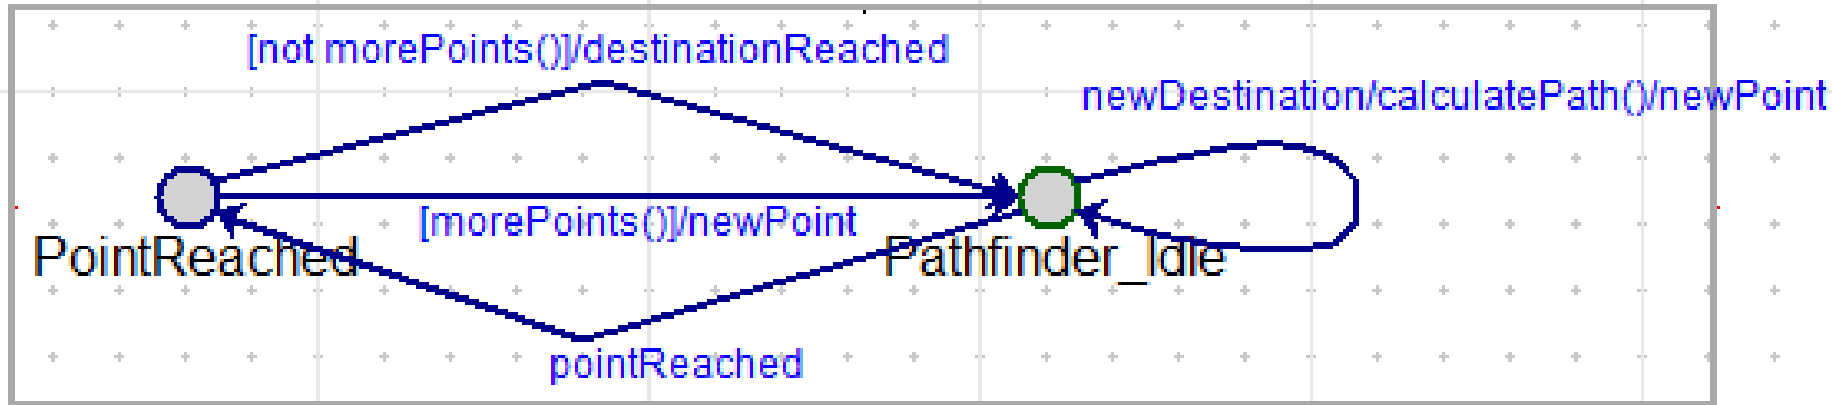 [not morePoints()]/destinationReached
newDestination/calculatePath()/newPoint
[morePoints()]/newPoint
PointReached
Pathfinder_Idle
pointReached